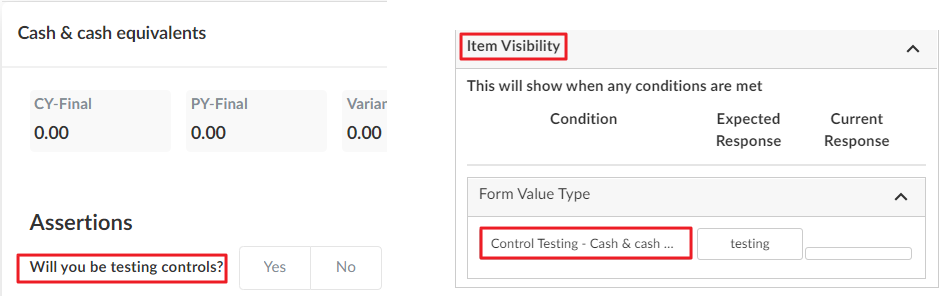 Cash & cash equivalents
CY-Final
PY-Final
Varian
0.00
0.00
0.00
Assertions
Will you be testing controls?
Yes
No
Item Visibility
This will show when any conditions are met
Condition
Expected
Response
Current
Response
Form Value Type
Control Testing - Cash & cash ...
testing